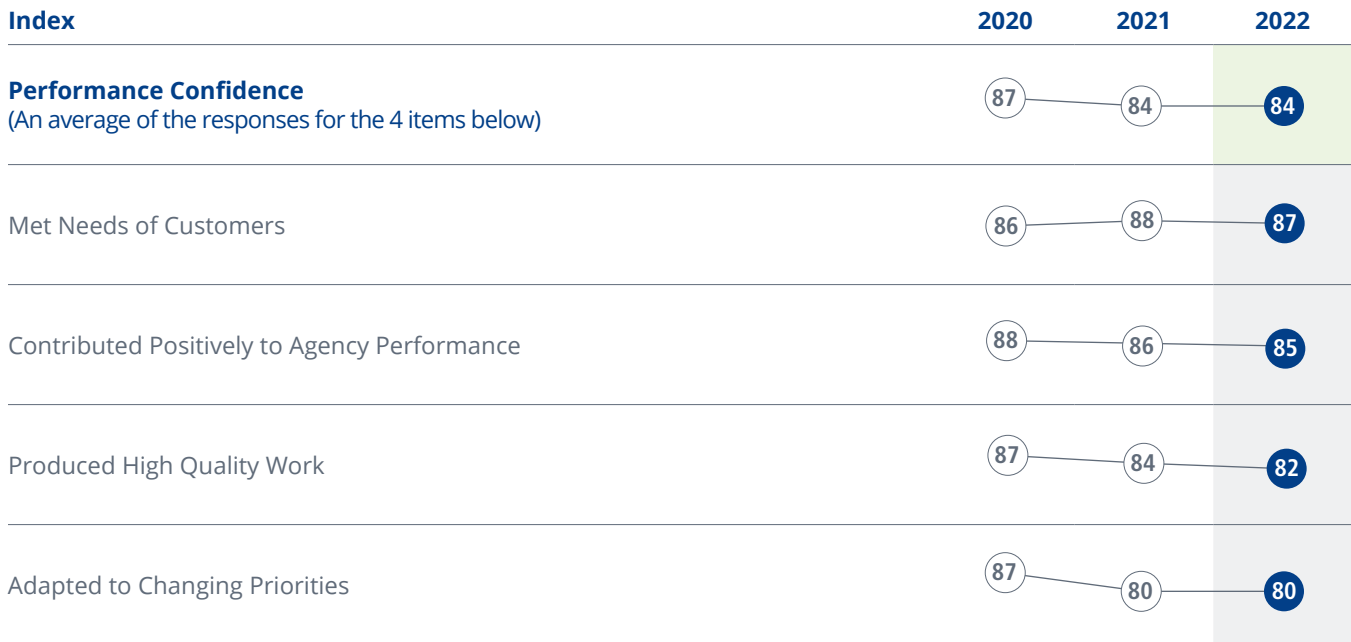 Index 2020 2021 2022
Performance Confidence
(An average of the responses for the 4 items below)
87 84 84
Met Needs of Customers 86 88 87
Contributed Positively to Agency Performance 88 86 85
Produced High Quality Work 87 84 82
Adapted to Changing Priorities 87 80 80